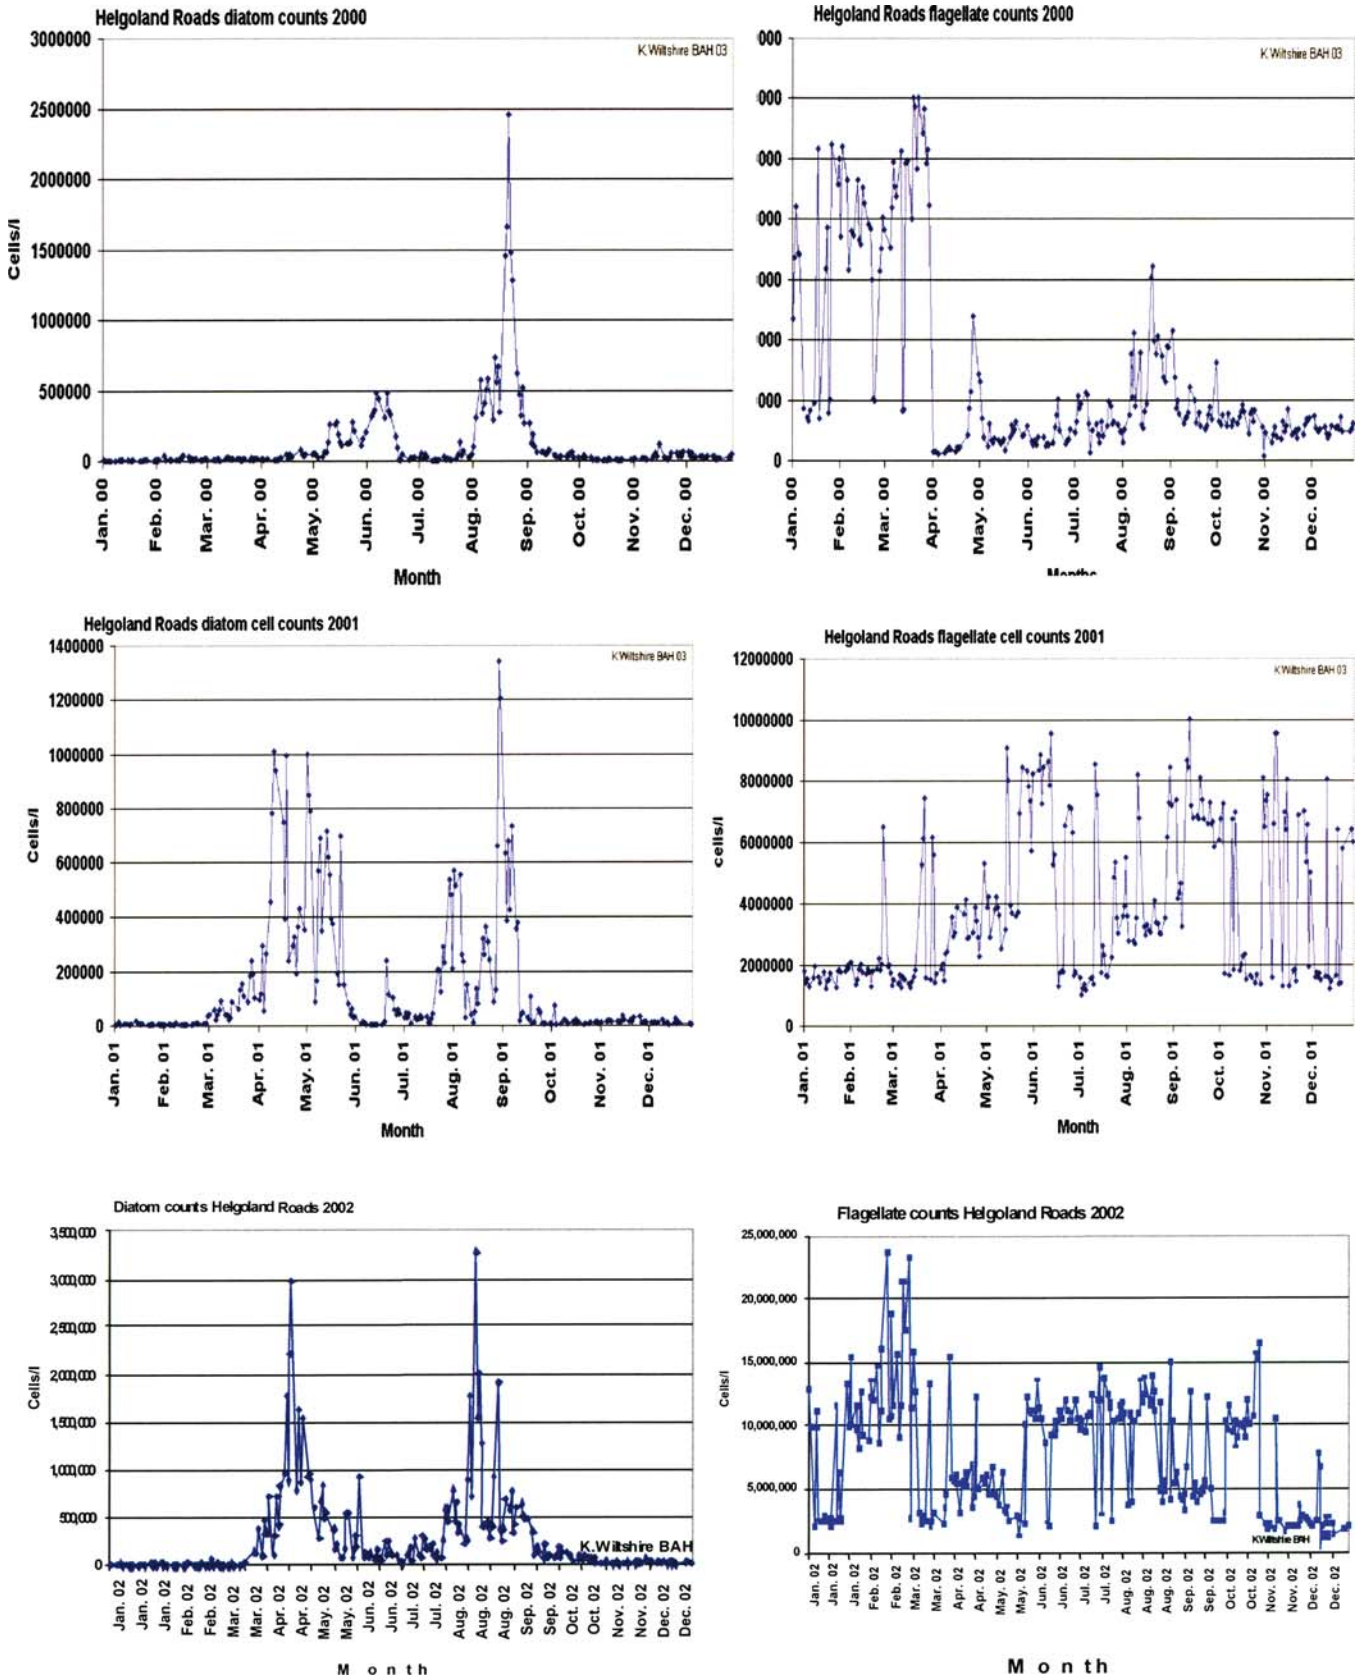 Helgoland Roads diatom counts 2000
K Wiltshire BAH 03
3000000
2500000
2000000
1500000
1000000
500000
0
Cells/l
Jan. 00
Feb. 00
Mar. 00
Apr. 00
May. 00
Jun. 00
Jul. 00
Aug. 00
Sep. 00
Oct. 00
Nov. 00
Dec. 00
Month
Helgoland Roads flagellate counts 2000
K Wiltshire BAH 03
000
000
000
000
000
000
000
0
Jan. 00
Feb. 00
Mar. 00
Apr. 00
May. 00
Jun. 00
Jul. 00
Aug. 00
Sep. 00
Oct. 00
Nov. 00
Dec. 00
Months
Helgoland Roads diatom cell counts 2001
K Wiltshire BAH 03
1400000
1200000
1000000
800000
600000
400000
200000
0
Cells/l
Jan. 01
Feb. 01
Mar. 01
Apr. 01
May. 01
Jun. 01
Jul. 01
Aug. 01
Sep. 01
Oct. 01
Nov. 01
Dec. 01
Month
Helgoland Roads flagellate cell counts 2001
K Wiltshire BAH 03
12000000
10000000
8000000
6000000
4000000
2000000
0
cells/l
Jan. 01
Feb. 01
Mar. 01
Apr. 01
May. 01
Jun. 01
Jul. 01
Aug. 01
Sep. 01
Oct. 01
Nov. 01
Dec. 01
Month
Diatom counts Helgoland Roads 2002
3,500,000
3,000,000
2,500,000
2,000,000
1,500,000
1,000,000
500,000
0
Cells/l
K.Wiltshire BAH
Jan. 02
Jan. 02
Jan. 02
Feb. 02
Feb. 02
Mar. 02
Mar. 02
Apr. 02
Apr. 02
May. 02
May. 02
Jun. 02
Jun. 02
Jun. 02
Jul. 02
Aug. 02
Aug. 02
Aug. 02
Sep. 02
Oct. 02
Oct. 02
Nov. 02
Nov. 02
Dec. 02
Dec. 02
Month
Flagellate counts Helgoland Roads 2002
25,000,000
20,000,000
15,000,000
10,000,000
5,000,000
0
Cells/l
K.Wiltshire BAH
Jan. 02
Jan. 02
Jan. 02
Feb. 02
Feb. 02
Mar. 02
Mar. 02
Apr. 02
Apr. 02
May. 02
May. 02
Jun. 02
Jun. 02
Jul. 02
Jul. 02
Aug. 02
Aug. 02
Aug. 02
Sep. 02
Sep. 02
Oct. 02
Oct. 02
Nov. 02
Nov. 02
Dec. 02
Dec. 02
Month